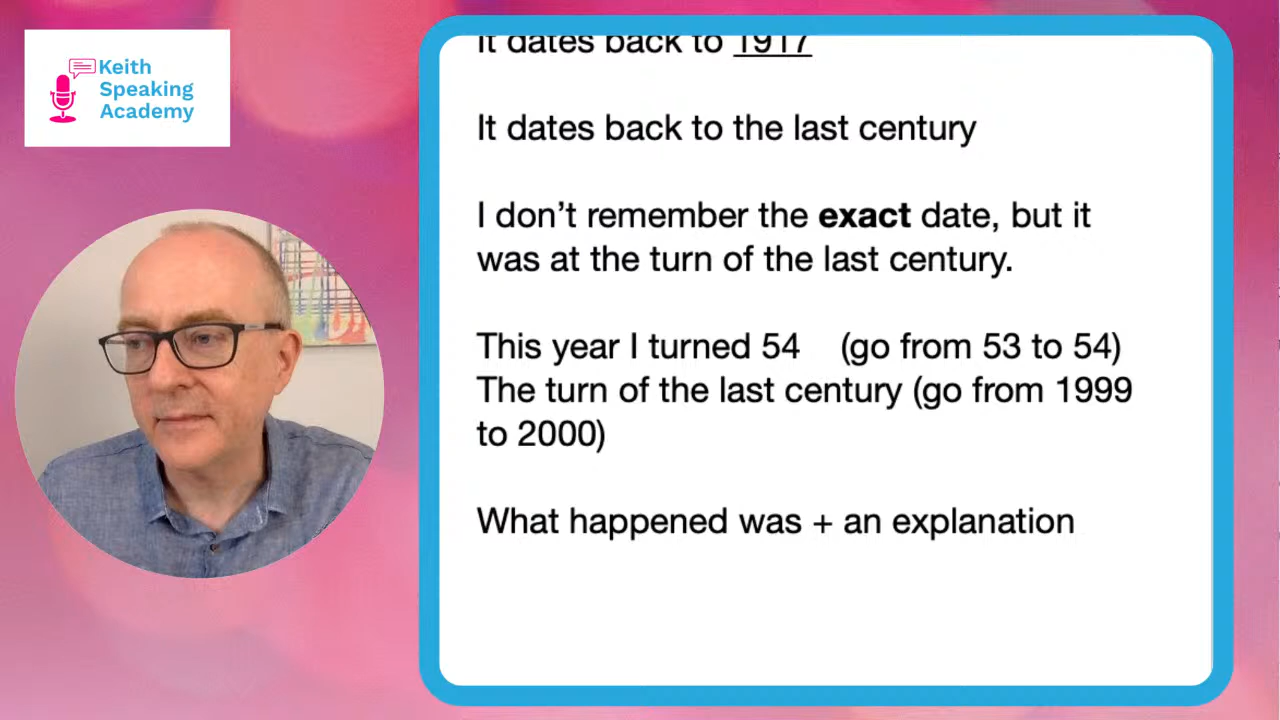 Keith
Speaking
Academy
It dates back to 1917
It dates back to the last century
I don’t remember the exact date, but it
was at the turn of the last century.
This year I turned 54 (go from 53 to 54)
The turn of the last century (go from 1999
to 2000)
What happened was + an explanation